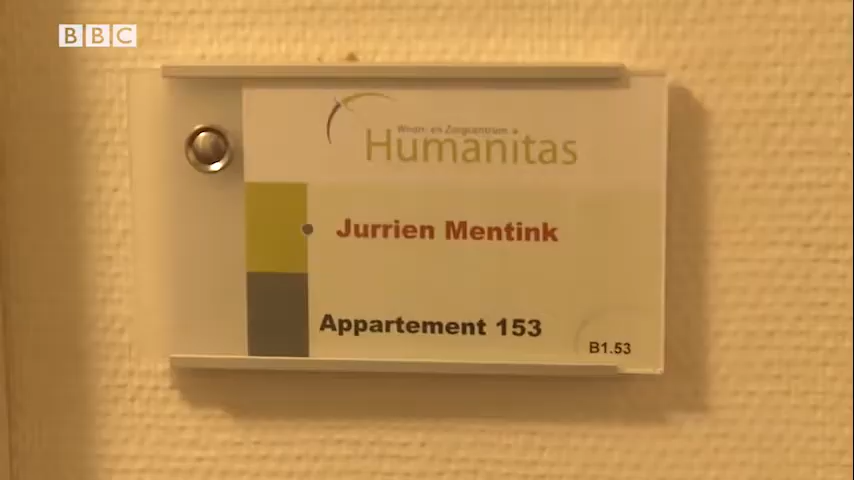 BBC
Woon- en Zorgcentrum
Humanitas
Jurrien Mentink
Appartement 153
B1.53